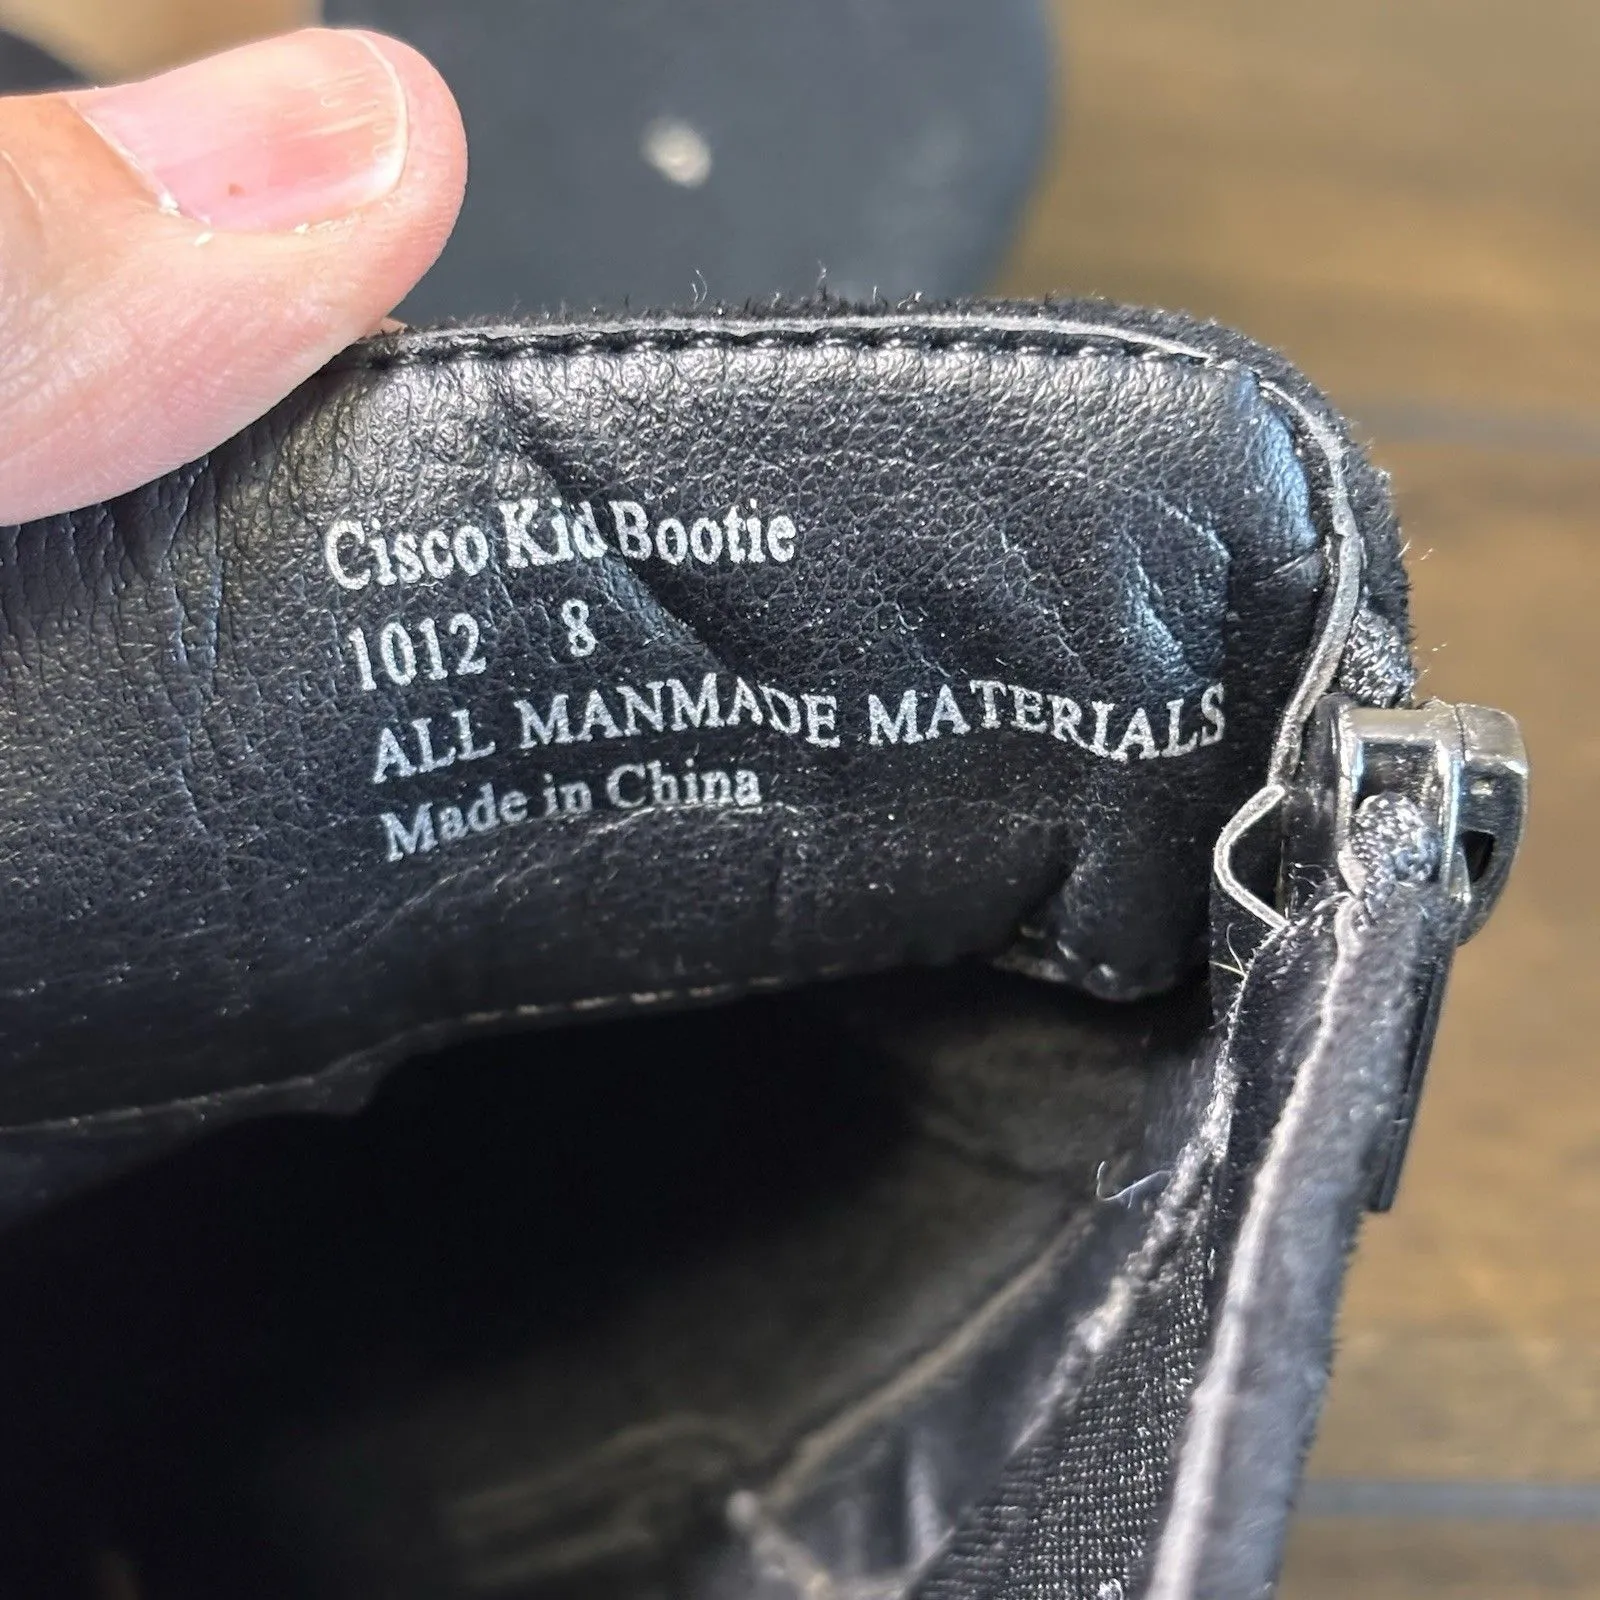 Cisco Kid Bootie
1012 8
ALL MANMADE MATERIALS
Made in China